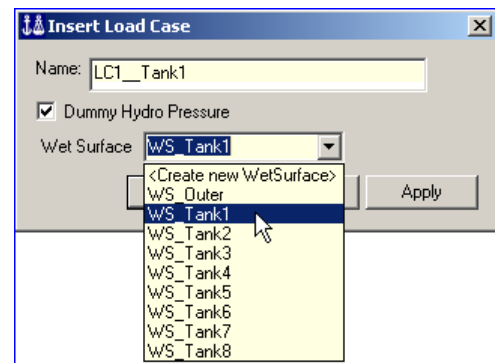 Insert Load Case
Name: LC1__Tank1
Dummy Hydro Pressure
Wet Surface WS_Tank1
<Create new WetSurface>
WS_Outer
Apply
WS_Tank1
WS_Tank2
WS_Tank3
WS_Tank4
WS_Tank5
WS_Tank6
WS_Tank7
WS_Tank8